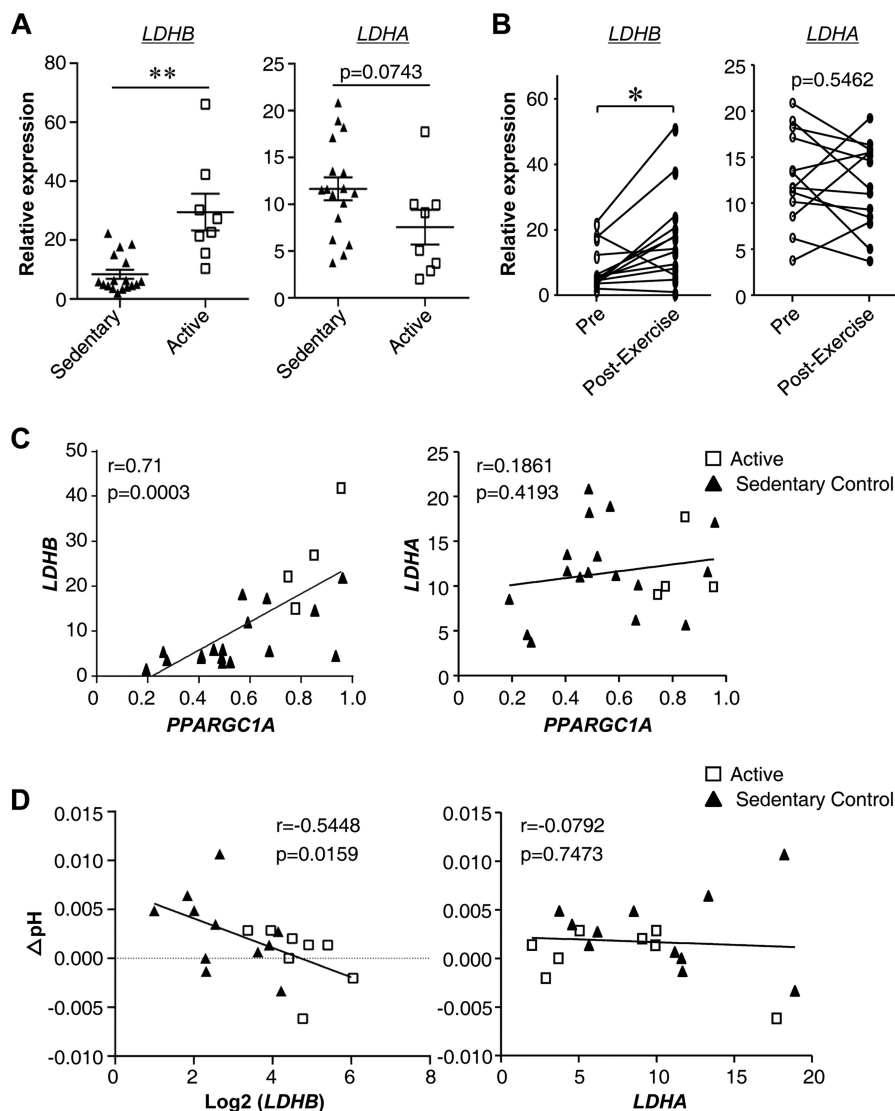 A
LDHB
LDHA
Relative expression
80
60
40
20
0
**
Sedentary
Active
25
20
15
10
5
0
p=0.0743
Sedentary
Active
B
LDHB
LDHA
Relative expression
60
40
20
0
*
Pre
Post-Exercise
25
20
15
10
5
0
p=0.5462
Pre
Post-Exercise
C
LDHB
50
40
30
20
10
0
r=0.71
p=0.0003
0 0.2 0.4 0.6 0.8 1.0
PPARGC1A
LDHA
25
20
15
10
5
0
r=0.1861
p=0.4193
0 0.2 0.4 0.6 0.8 1.0
PPARGC1A
Active
Sedentary Control
D
△pH
0.015
0.010
0.005
0.000
-0.005
-0.010
r=-0.5448
p=0.0159
0 2 4 6 8
Log2 (LDHB)
0.015
0.010
0.005
0.000
-0.005
-0.010
r=-0.0792
p=0.7473
0 5 10 15 20
LDHA
Active
Sedentary Control